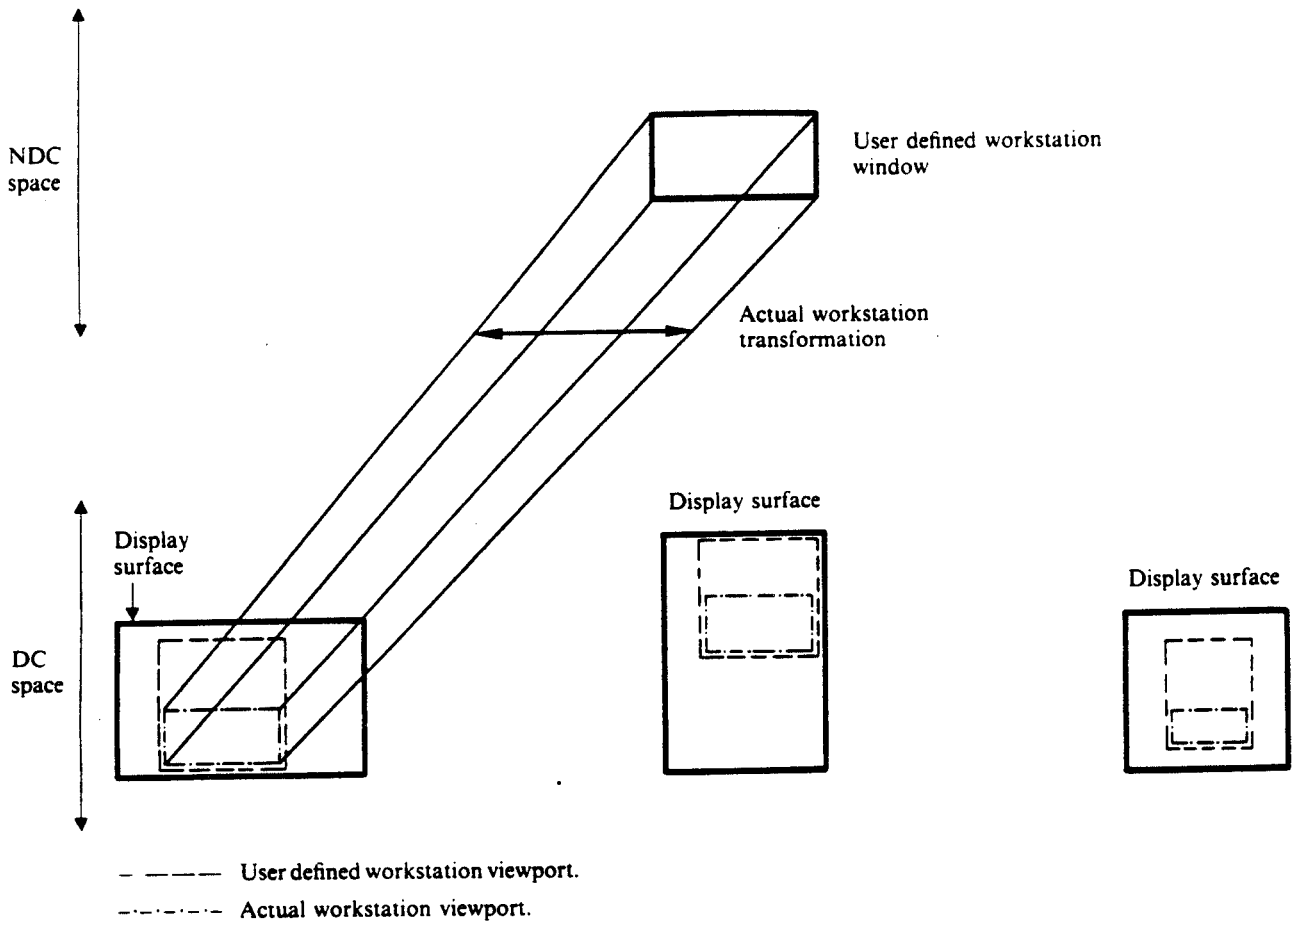 NDC
space
User defined workstation
window
Actual workstation
transformation
Display surface
Display
surface
Display surface
DC
space
User defined workstation viewport.
Actual workstation viewport.